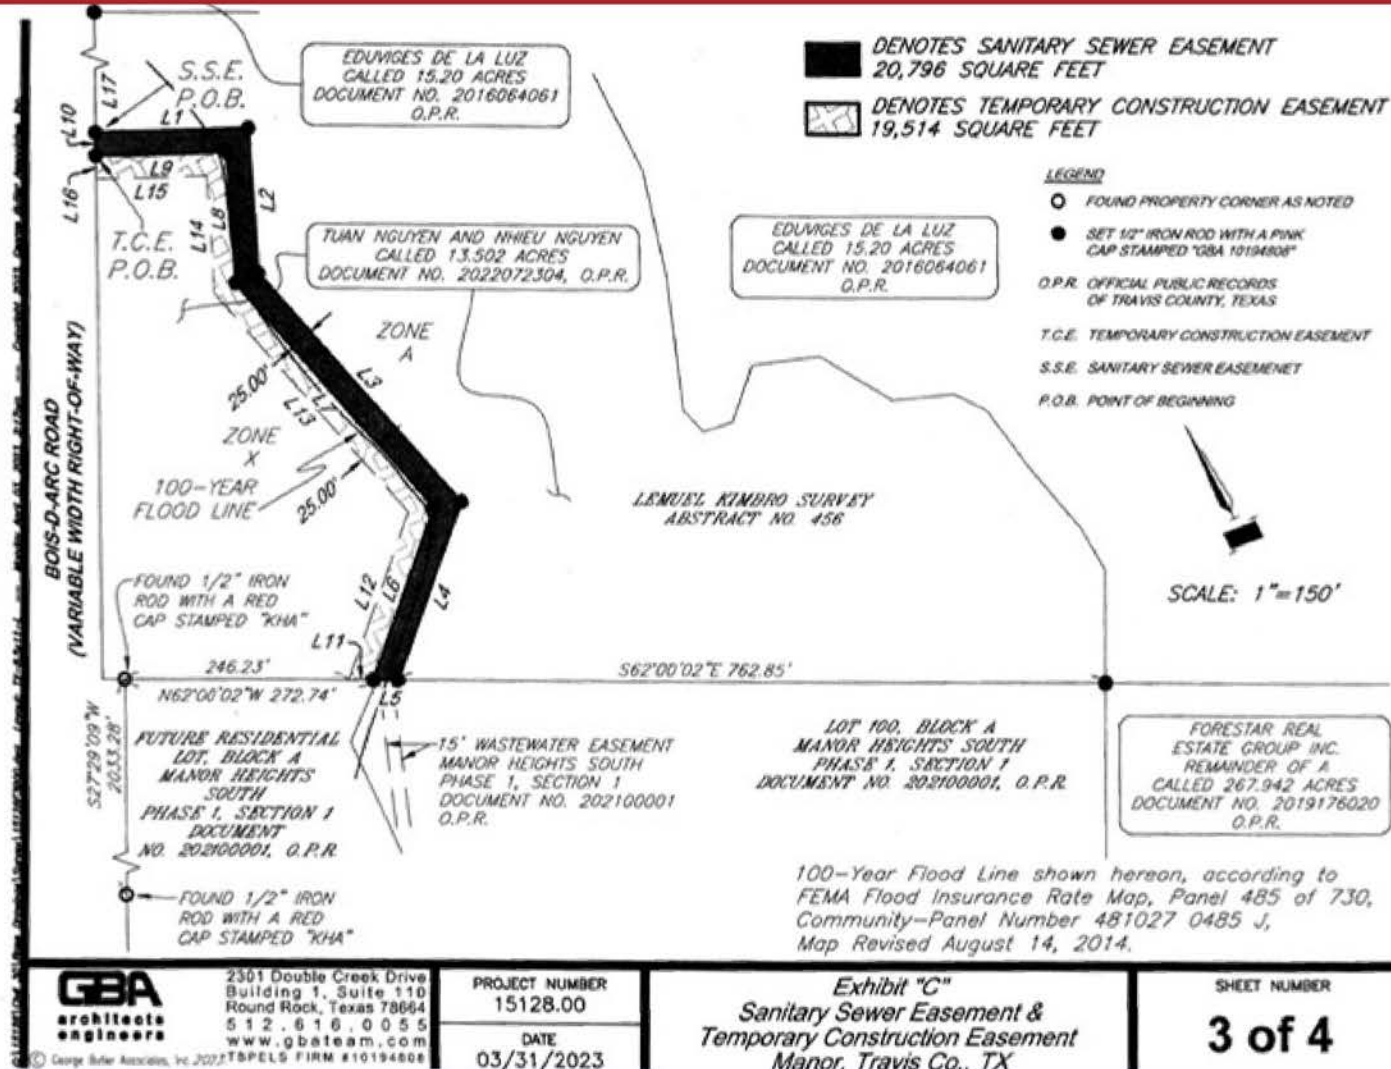 EDUVIGES DE LA LUZ
CALLED 15.20 ACRES
DOCUMENT NO. 2016064061
O.P.R.
DENOTES SANITARY SEWER EASEMENT
20,796 SQUARE FEET
DENOTES TEMPORARY CONSTRUCTION EASEMENT
19,514 SQUARE FEET
LEGEND
FOUND PROPERTY CORNER AS NOTED
SET 1/2" IRON ROD WITH A PINK
CAP STAMPED "GBA 10194808"
O.P.R. OFFICIAL PUBLIC RECORDS
OF TRAVIS COUNTY, TEXAS
T.C.E. TEMPORARY CONSTRUCTION EASEMENT
S.S.E. SANITARY SEWER EASEMENET
P.O.B. POINT OF BEGINNING
SCALE: 1"=150'
L17
S.S.E.
P.O.B.
L10
L1
L9
L15
L16
L2
L14
L8
T.C.E.
P.O.B.
TUAN NGUYEN AND NHIEU NGUYEN
CALLED 13.502 ACRES
DOCUMENT NO. 2022072304, O.P.R.
EDUVIGES DE LA LUZ
CALLED 15.20 ACRES
DOCUMENT NO. 2016064061
O.P.R.
ZONE
A
L3
25.00'
L7
L13
ZONE
X
100-YEAR
FLOOD LINE
25.00'
BOIS-D-ARC ROAD
(VARIABLE WIDTH RIGHT-OF-WAY)
LEMUEL KIMBRO SURVEY
ABSTRACT NO. 456
FOUND 1/2" IRON
ROD WITH A RED
CAP STAMPED "KHA"
L12
L6
L4
L11
246.23'
N62°00'02"W 272.74'
S62°00'02"E 762.85'
L5
S27°29'09"W
2033.28'
FUTURE RESIDENTIAL
LOT, BLOCK A
MANOR HEIGHTS
SOUTH
PHASE 1, SECTION 1
DOCUMENT
NO. 202100001, O.P.R.
15' WASTEWATER EASEMENT
MANOR HEIGHTS SOUTH
PHASE 1, SECTION 1
DOCUMENT NO. 202100001
O.P.R.
LOT 100, BLOCK A
MANOR HEIGHTS SOUTH
PHASE 1, SECTION 1
DOCUMENT NO. 202100001, O.P.R.
FORESTAR REAL
ESTATE GROUP INC.
REMAINDER OF A
CALLED 267.942 ACRES
DOCUMENT NO. 2019176020
O.P.R.
FOUND 1/2" IRON
ROD WITH A RED
CAP STAMPED "KHA"
100-Year Flood Line shown hereon, according to
FEMA Flood Insurance Rate Map, Panel 485 of 730,
Community-Panel Number 481027 0485 J,
Map Revised August 14, 2014.
GBA
architects
engineers
© George Butler Associates, Inc. 2023
2301 Double Creek Drive
Building 1, Suite 110
Round Rock, Texas 78664
512.616.0055
www.gbateam.com
TBPELS FIRM #10194808
PROJECT NUMBER
15128.00
DATE
03/31/2023
Exhibit "C"
Sanitary Sewer Easement &
Temporary Construction Easement
Manor, Travis Co., TX
SHEET NUMBER
3 of 4